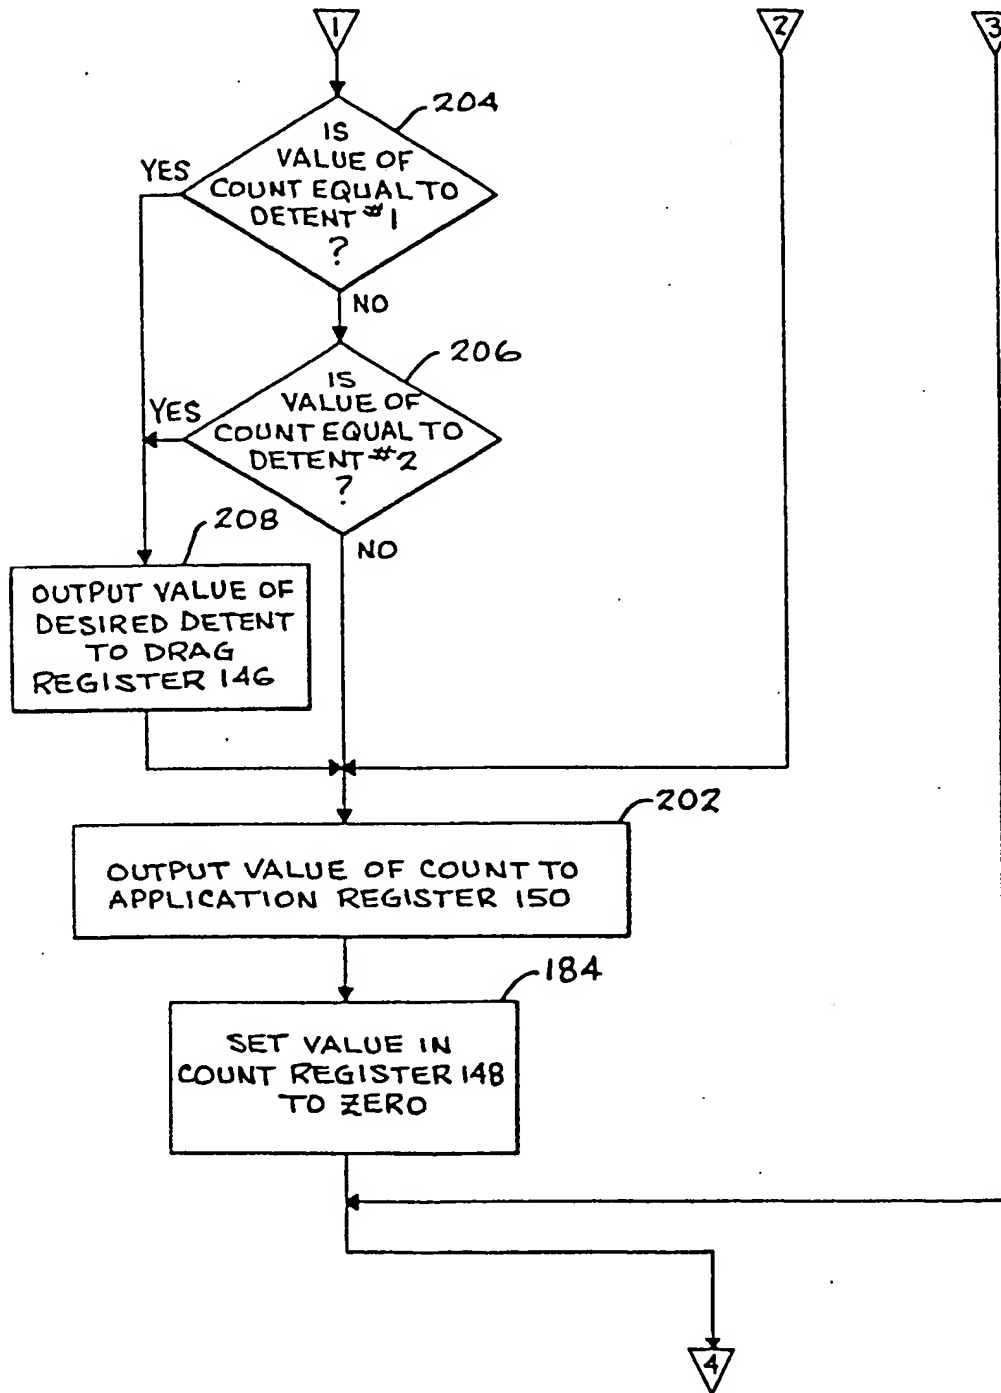 1
2
3
204
IS
VALUE OF
COUNT EQUAL TO
DETENT #1
?
YES
NO
206
IS
VALUE OF
COUNT EQUAL TO
DETENT #2
?
YES
NO
208
OUTPUT VALUE OF
DESIRED DETENT
TO DRAG
REGISTER 146
202
OUTPUT VALUE OF COUNT TO
APPLICATION REGISTER 150
184
SET VALUE IN
COUNT REGISTER 148
TO ZERO
4